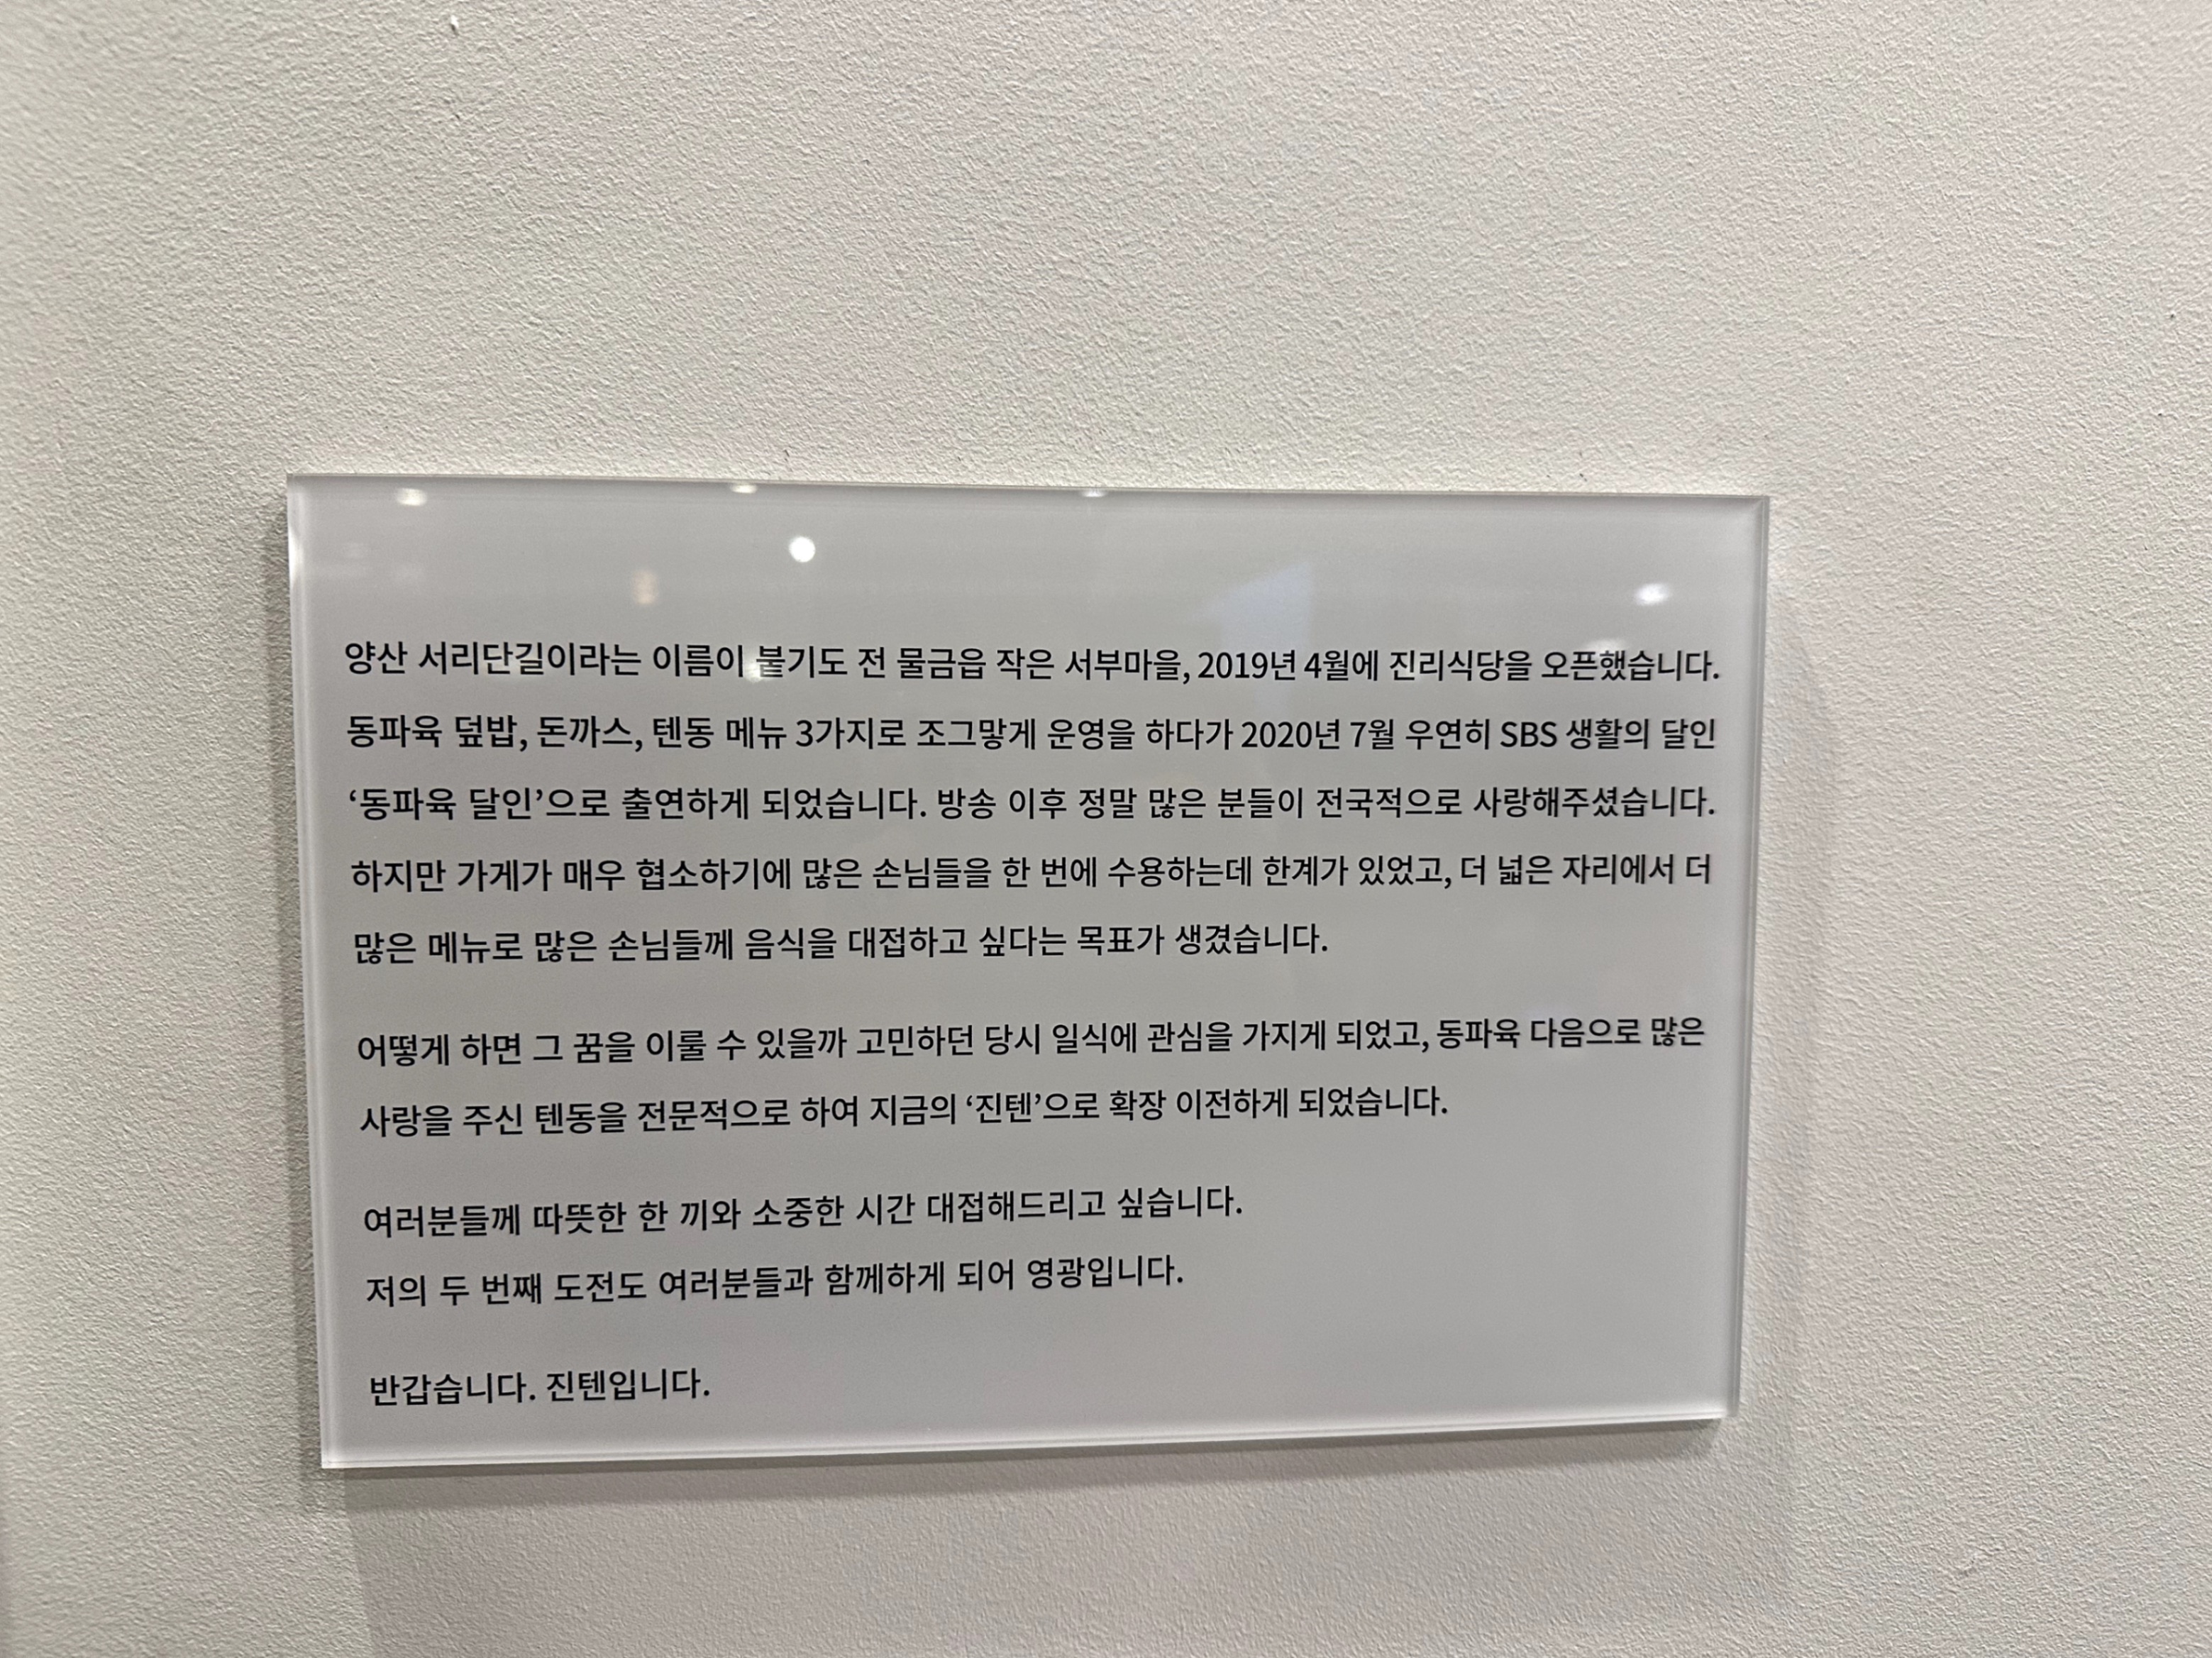 양산 서리단길이라는 이름이 붙기도 전 물금읍 작은 서부마을, 2019년 4월에 진리식당을 오픈했습니다.
동파육 덮밥, 돈까스, 텐동 메뉴 3가지로 조그맣게 운영을 하다가 2020년 7월 우연히 SBS 생활의 달인
‘동파육 달인’으로 출연하게 되었습니다. 방송 이후 정말 많은 분들이 전국적으로 사랑해주셨습니다.
하지만 가게가 매우 협소하기에 많은 손님들을 한 번에 수용하는데 한계가 있었고, 더 넓은 자리에서 더
많은 메뉴로 많은 손님들께 음식을 대접하고 싶다는 목표가 생겼습니다.
어떻게 하면 그 꿈을 이룰 수 있을까 고민하던 당시 일식에 관심을 가지게 되었고, 동파육 다음으로 많은
사랑을 주신 텐동을 전문적으로 하여 지금의 ‘진텐’으로 확장 이전하게 되었습니다.
여러분들께 따뜻한 한 끼와 소중한 시간 대접해드리고 싶습니다.
저의 두 번째 도전도 여러분들과 함께하게 되어 영광입니다.
반갑습니다. 진텐입니다.